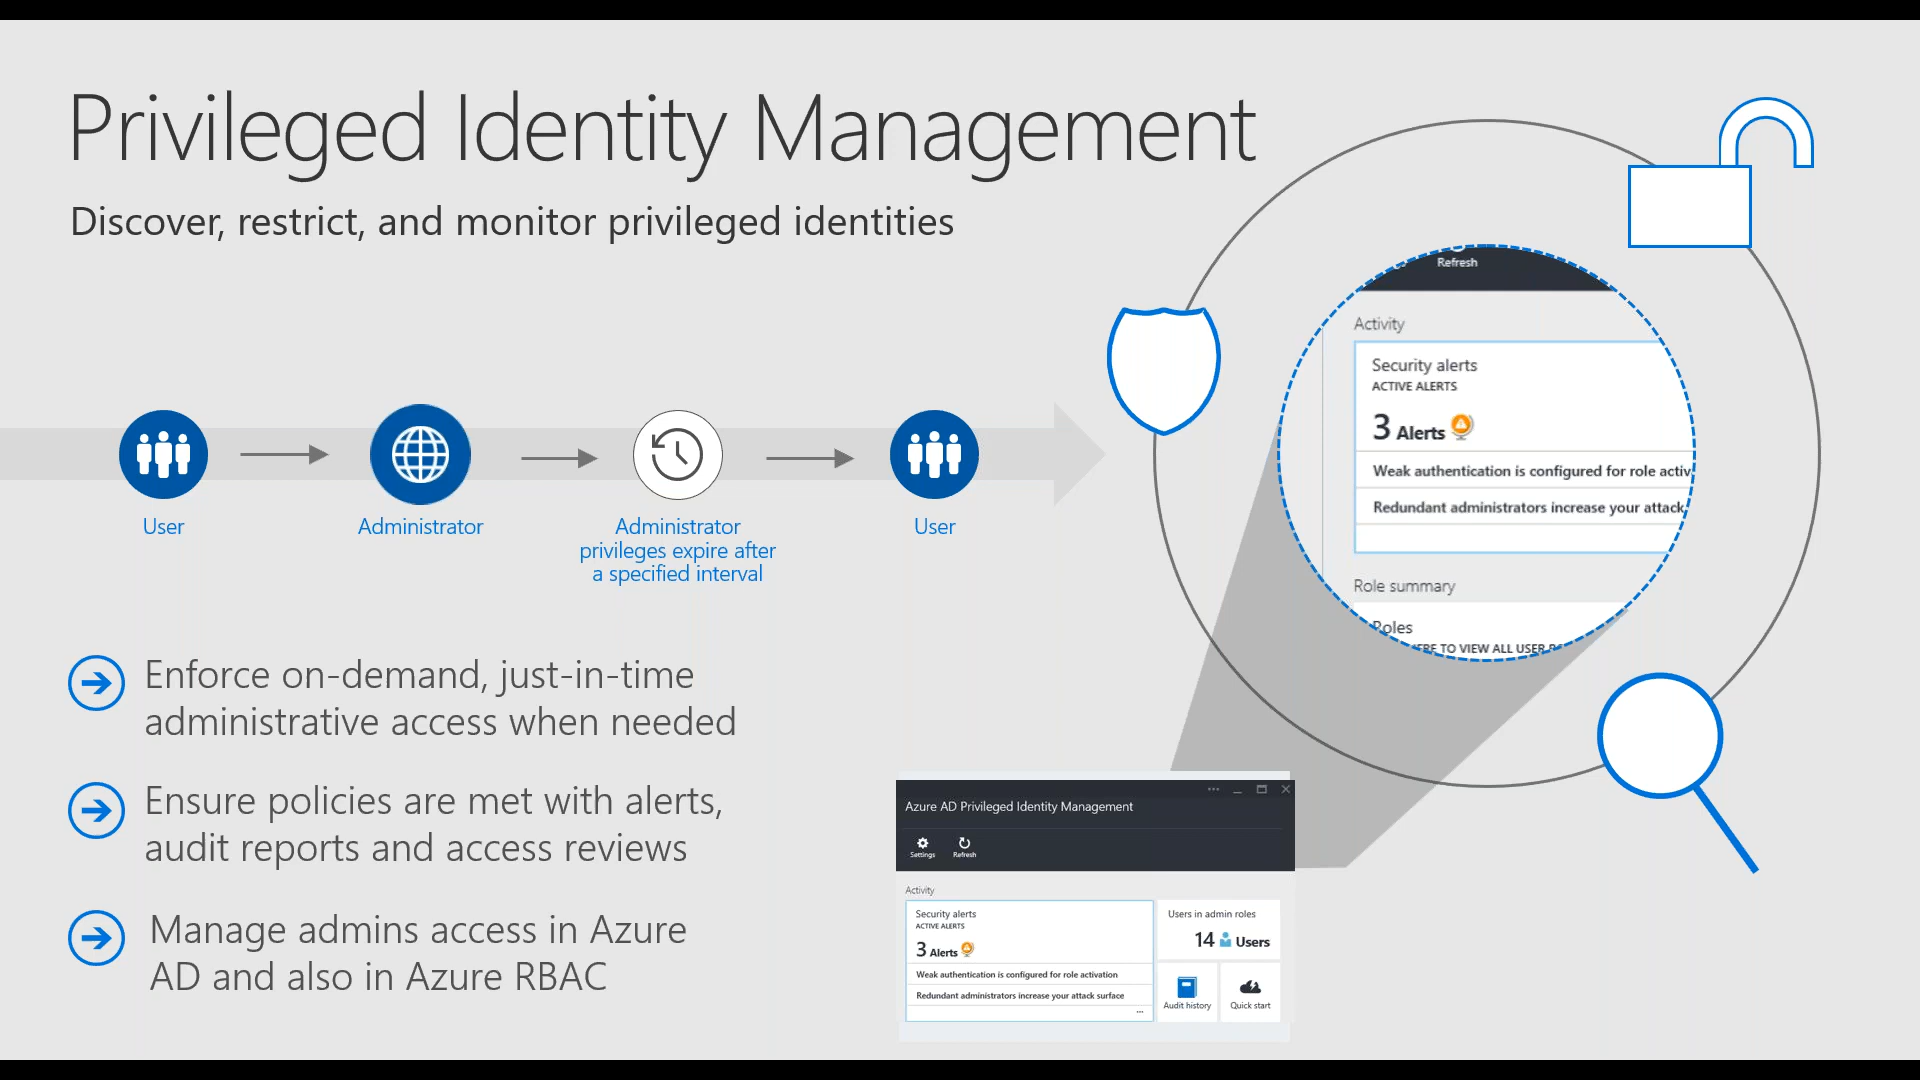 Privileged Identity Management
Discover, restrict, and monitor privileged identities
User
Administrator
Administrator
privileges expire after
a specified interval
User
Enforce on-demand, just-in-time
administrative access when needed
Ensure policies are met with alerts,
audit reports and access reviews
Manage admins access in Azure
AD and also in Azure RBAC
Refresh
Activity
Security alerts
ACTIVE ALERTS
3 Alerts
Weak authentication is configured for role activ
Redundant administrators increase your attack
Role summary
Roles
TO VIEW ALL USER
Azure AD Privileged Identity Management
Settings
Refresh
Activity
Security alerts
ACTIVE ALERTS
3 Alerts
Weak authentication is configured for role activation
Redundant administrators increase your attack surface
...
Users in admin roles
14 Users
Audit history
Quick start